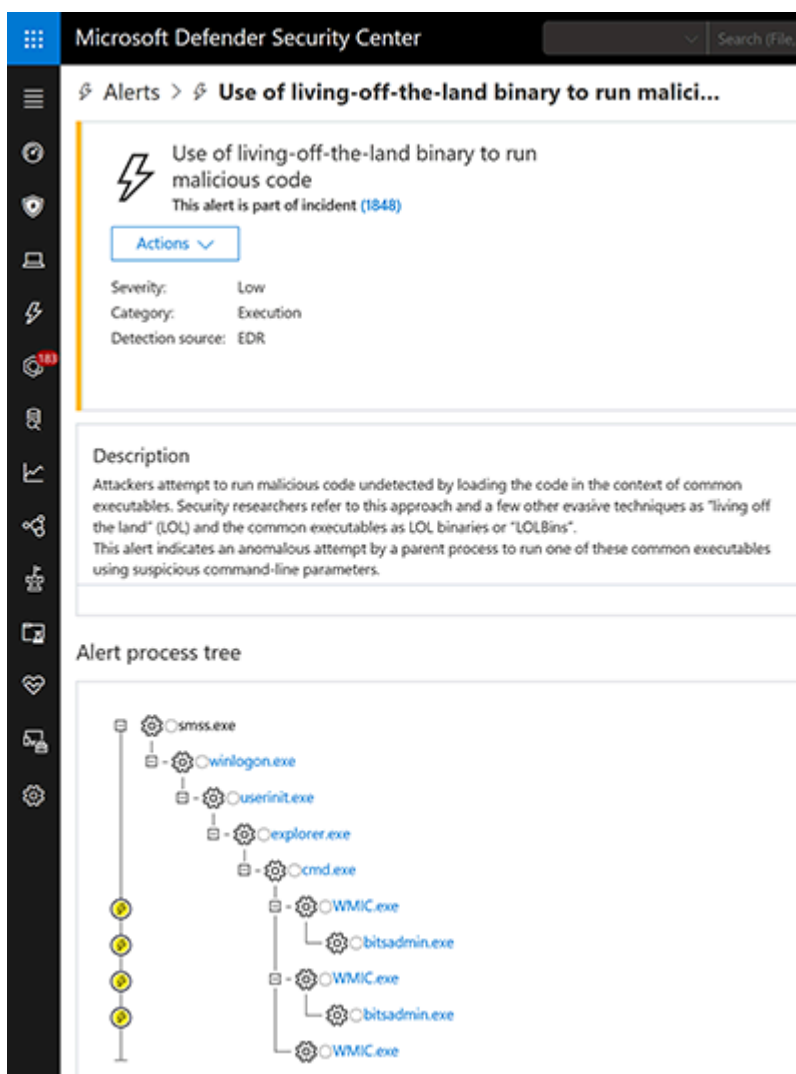 Microsoft Defender Security Center
Search (File,
Alerts > Use of living-off-the-land binary to run malici...
Use of living-off-the-land binary to run
malicious code
This alert is part of incident (1848)
Actions
Severity: Low
Category: Execution
Detection source: EDR
183
Description
Attackers attempt to run malicious code undetected by loading the code in the context of common
executables. Security researchers refer to this approach and a few other evasive techniques as "living off
the land" (LOL) and the common executables as LOL binaries or "LOLBins".
This alert indicates an anomalous attempt by a parent process to run one of these common executables
using suspicious command-line parameters.
Alert process tree
smss.exe
winlogon.exe
userinit.exe
explorer.exe
cmd.exe
WMIC.exe
bitsadmin.exe
WMIC.exe
bitsadmin.exe
WMIC.exe